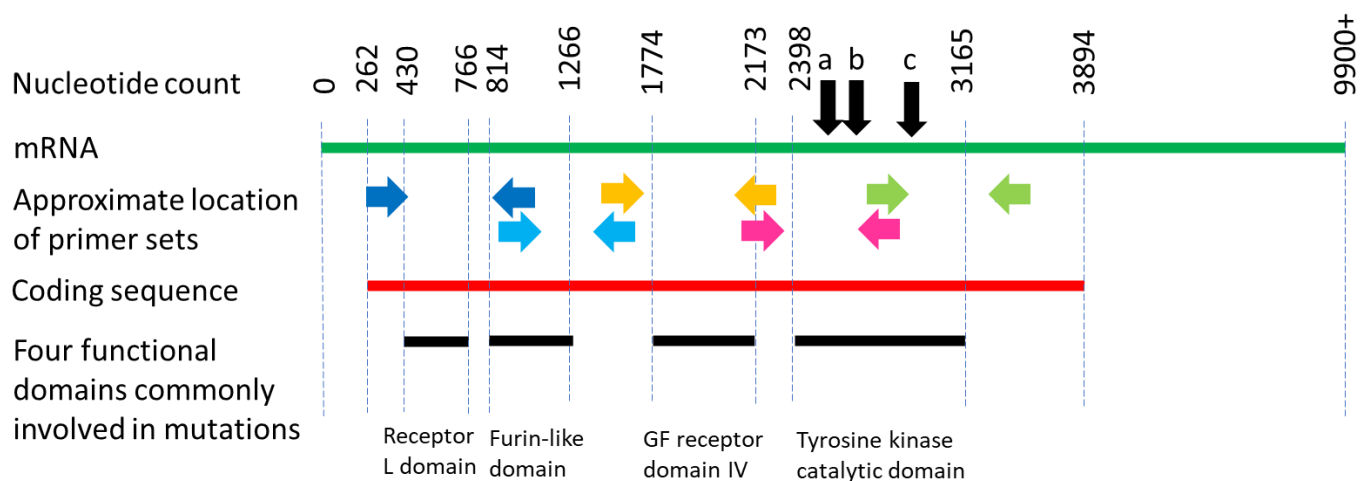 Nucleotide count
0 262 430 766 814 1266 1774 2173 2398 a b c 3165 3894 9900+
mRNA
Approximate location
of primer sets
Coding sequence
Four functional
domains commonly
involved in mutations
Receptor
L domain
Furin-like
domain
GF receptor
domain IV
Tyrosine kinase
catalytic domain